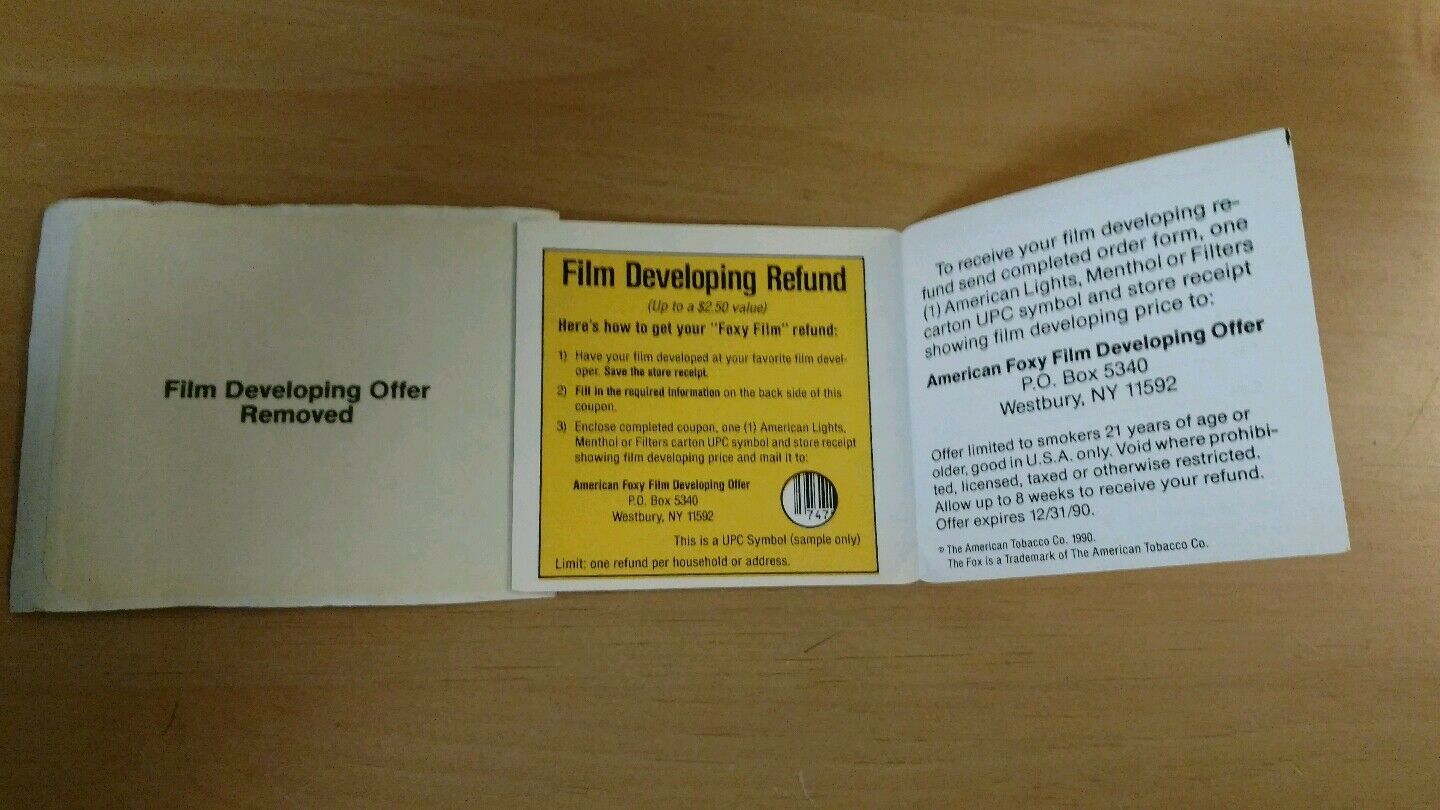 Film Developing Offer
Removed
Film Developing Refund
(Up to a $2.50 value)
Here's how to get your "Foxy Film" refund:
1) Have your film developed at your favorite film devel-
oper. Save the store receipt.
2) Fill in the required information on the back side of this
coupon.
3) Enclose completed coupon, one (1) American Lights,
Menthol or Filters carton UPC symbol and store receipt
showing film developing price and mail it to:
American Foxy Film Developing Offer
P.O. Box 5340
Westbury, NY 11592
747
This is a UPC Symbol (sample only)
Limit: one refund per household or address.
To receive your film developing re-
fund send completed order form, one
(1) American Lights, Menthol or Filters
carton UPC symbol and store receipt
showing film developing price to:
American Foxy Film Developing Offer
P.O. Box 5340
Westbury, NY 11592
Offer limited to smokers 21 years of age or
older, good in U.S.A. only. Void where prohibi-
ted, licensed, taxed or otherwise restricted.
Allow up to 8 weeks to receive your refund.
Offer expires 12/31/90.
® The American Tobacco Co. 1990.
The Fox is a Trademark of The American Tobacco Co.